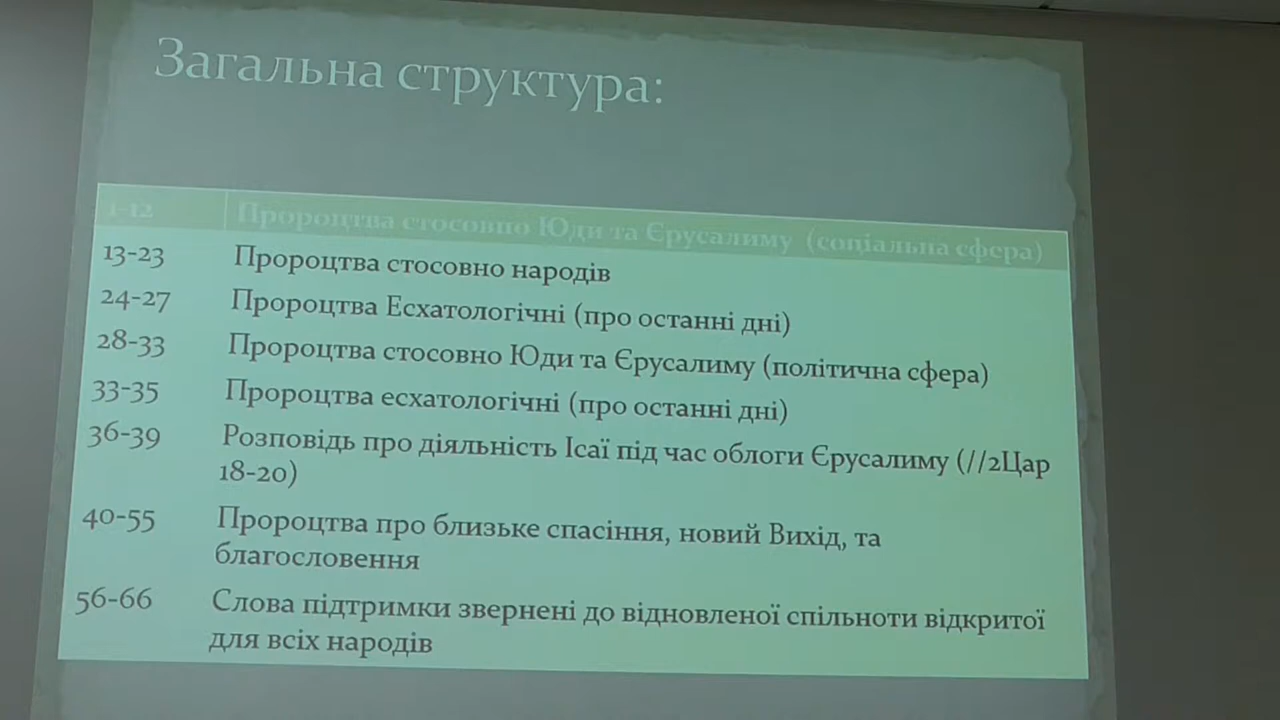 Загальна структура:
1-12 Пророцтва стосовно Юди та Єрусалиму (соціальна сфера)
13-23 Пророцтва стосовно народів
24-27 Пророцтва Есхатологічні (про останні дні)
28-33 Пророцтва стосовно Юди та Єрусалиму (політична сфера)
33-35 Пророцтва есхатологічні (про останні дні)
36-39 Розповідь про діяльність Ісаї під час облоги Єрусалиму (//2Цар
18-20)
40-55 Пророцтва про близьке спасіння, новий Вихід, та
благословення
56-66 Слова підтримки звернені до відновленої спільноти відкритої
для всіх народів